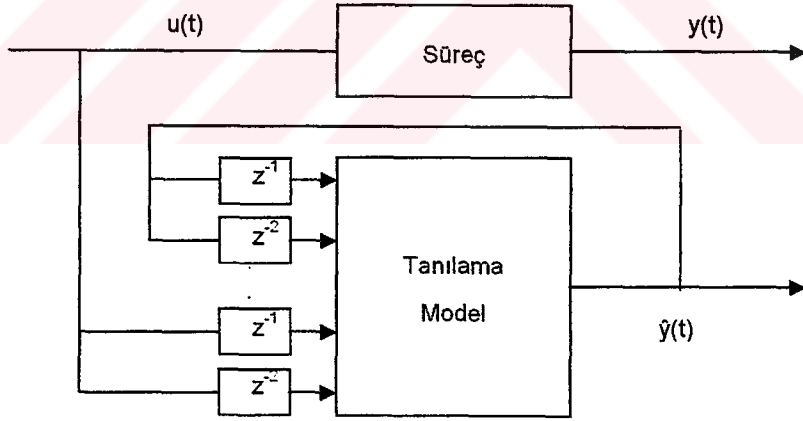 u(t)
Süreç
y(t)
z⁻¹
z⁻²
Tanılama
Model
z⁻¹
z⁻²
ŷ(t)